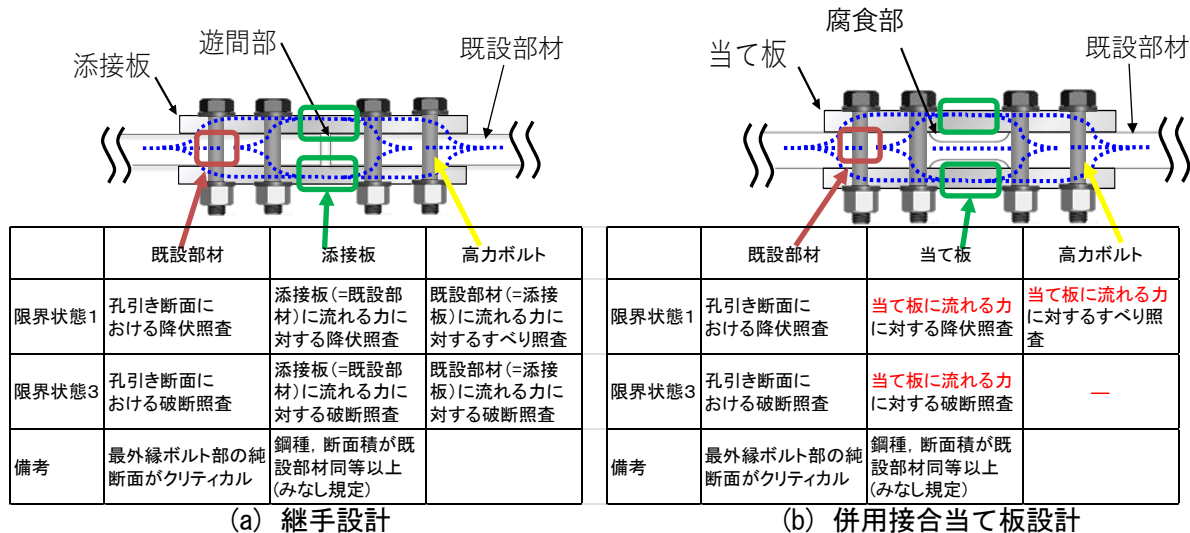 添接板
遊間部
既設部材
既設部材
添接板
高力ボルト
限界状態1
孔引き断面に
おける降伏照査
添接板(=既設部
材)に流れる力に
対する降伏照査
既設部材(=添接
板)に流れる力に
対するすべり照査
限界状態3
孔引き断面に
おける破断照査
添接板(=既設部
材)に流れる力に
対する破断照査
既設部材(=添接
板)に流れる力に
対する破断照査
備考
最外縁ボルト部の純
断面がクリティカル
鋼種，断面積が既
設部材同等以上
(みなし規定)
(a) 継手設計
当て板
腐食部
既設部材
既設部材
当て板
高力ボルト
限界状態1
孔引き断面に
おける降伏照査
当て板に流れる力
に対する降伏照査
当て板に流れる力
に対するすべり照
査
限界状態3
孔引き断面に
おける破断照査
当て板に流れる力
に対する破断照査
―
備考
最外縁ボルト部の純
断面がクリティカル
鋼種，断面積が既
設部材同等以上
(みなし規定)
(b) 併用接合当て板設計